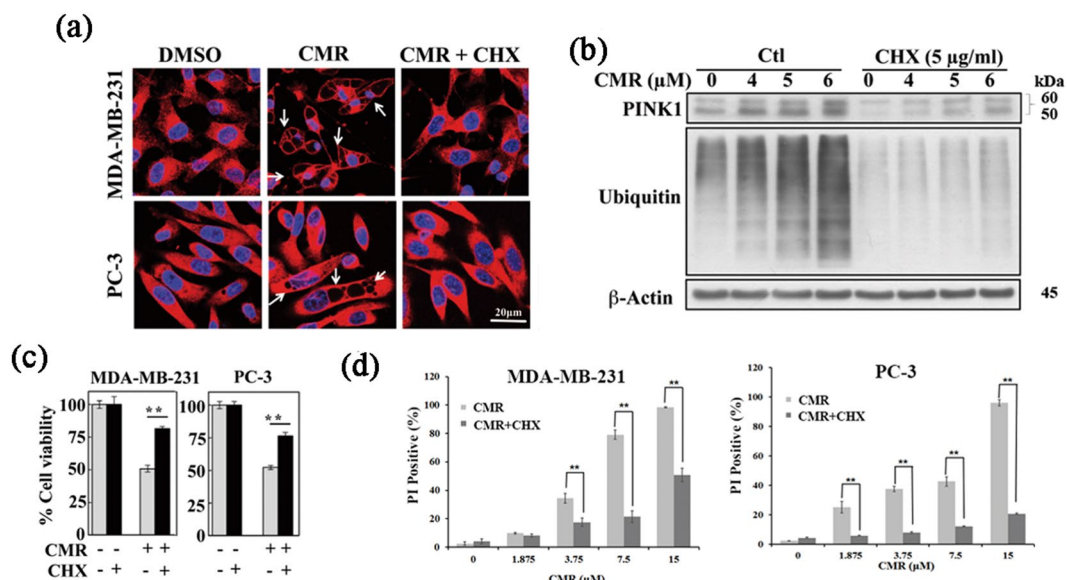 (a)
DMSO CMR CMR + CHX
MDA-MB-231
PC-3
20µm
(b)
Ctl CHX (5 µg/ml)
CMR (µM) 0 4 5 6 0 4 5 6 kDa
PINK1 60
50
Ubiquitin
β-Actin 45
(c)
MDA-MB-231 PC-3
% Cell viability
100
75
50
25
0
**
100
75
50
25
0
**
CMR - - + + - - + +
CHX - + - + - + - +
(d)
MDA-MB-231
PI Positive (%)
120
100
80
60
40
20
0
CMR
CMR+CHX
** ** **
0 1.875 3.75 7.5 15
CMR (µM)
PC-3
PI Positive (%)
120
100
80
60
40
20
0
CMR
CMR+CHX
** ** ** **
0 1.875 3.75 7.5 15
CMR (µM)